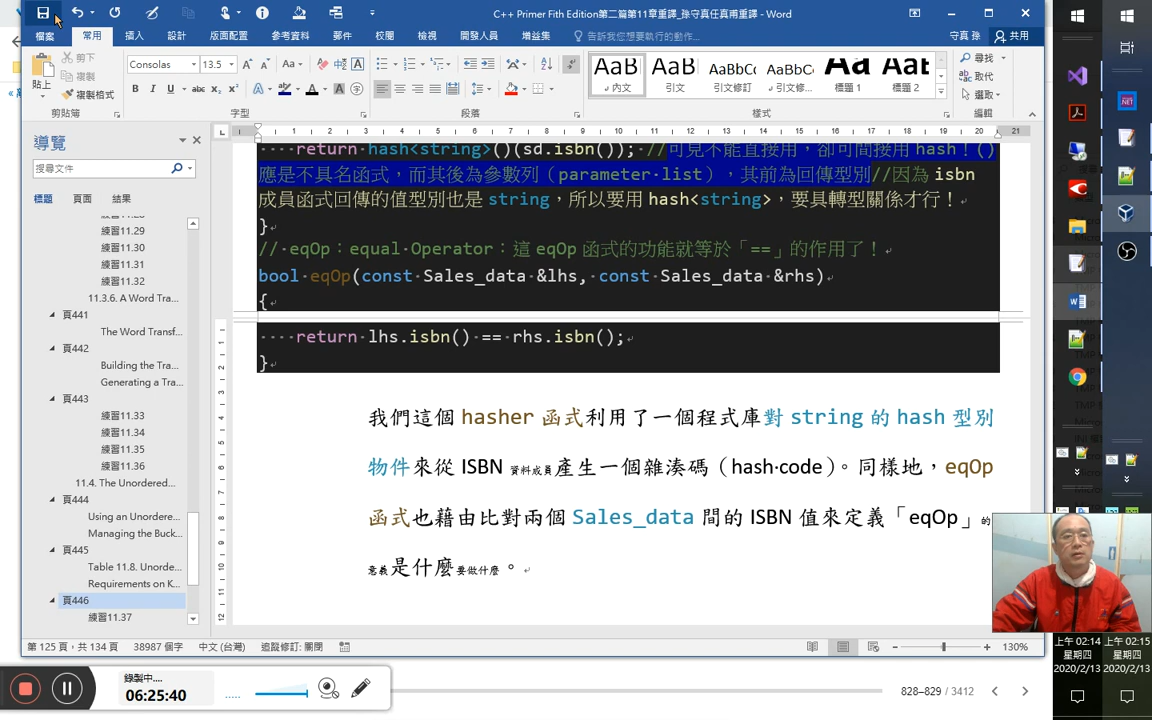 C++ Primer Fith Edition第二篇第11章重譯_孫守真任真甫重譯 - Word
檔案 常用 插入 設計 版面配置 參考資料 郵件 校閱 檢視 開發人員 增益集 告訴我您想要執行的動作... 守真 孫 共用
貼上 剪下 複製 複製格式
Consolas 13.5
AaB AaB AaBbCc AaBbC AaB AaB
內文 引文 引文修訂 引文修... 標題 1 標題 2
尋找 取代 選取
剪貼簿 字型 段落 樣式 編輯
導覽
搜尋文件
標題 頁面 結果
練習11.29
練習11.30
練習11.31
練習11.32
11.3.6. A Word Tra...
頁441
The Word Transf...
頁442
Building the Tra...
Generating a Tra...
頁443
練習11.33
練習11.34
練習11.35
練習11.36
11.4. The Unordered...
頁444
Using an Unordere...
Managing the Buck...
頁445
Table 11.8. Unorde...
Requirements on K...
頁446
練習11.37
return hash<string>()(sd.isbn()); //可見不能直接用，卻可間接用 hash！()
應是不具名函式，而其後為參數列（parameter·list），其前為回傳型別//因為 isbn
成員函式回傳的值型別也是 string，所以要用 hash<string>，要具轉型關係才行！
}
// eqOp：equal Operator：這 eqOp 函式的功能就等於「==」的作用了！
bool eqOp(const Sales_data &lhs, const Sales_data &rhs)
{
return lhs.isbn() == rhs.isbn();
}
我們這個 hasher 函式利用了一個程式庫對 string 的 hash 型別
物件來從 ISBN 資料成員產生一個雜湊碼（hash·code）。同樣地，eqOp
函式也藉由比對兩個 Sales_data 間的 ISBN 值來定義「eqOp」的
意義是什麼要做什麼。
第 125 頁，共 134 頁 38987 個字 中文 (台灣) 追蹤修訂: 關閉 130%
錄製中....
06:25:40
828–829 / 3412
上午 02:14 上午 02:15
星期四 星期四
2020/2/13 2020/2/13